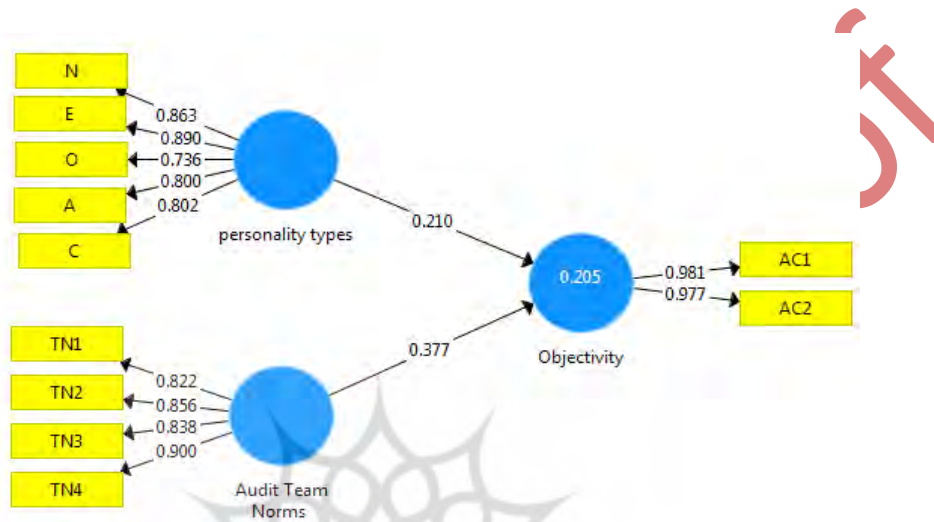 N
E
O
A
C
0.863
0.890
0.736
0.800
0.802
personality types
0.210
TN1
TN2
TN3
TN4
0.822
0.856
0.838
0.900
Audit Team
Norms
0.377
0.205
Objectivity
0.981
0.977
AC1
AC2